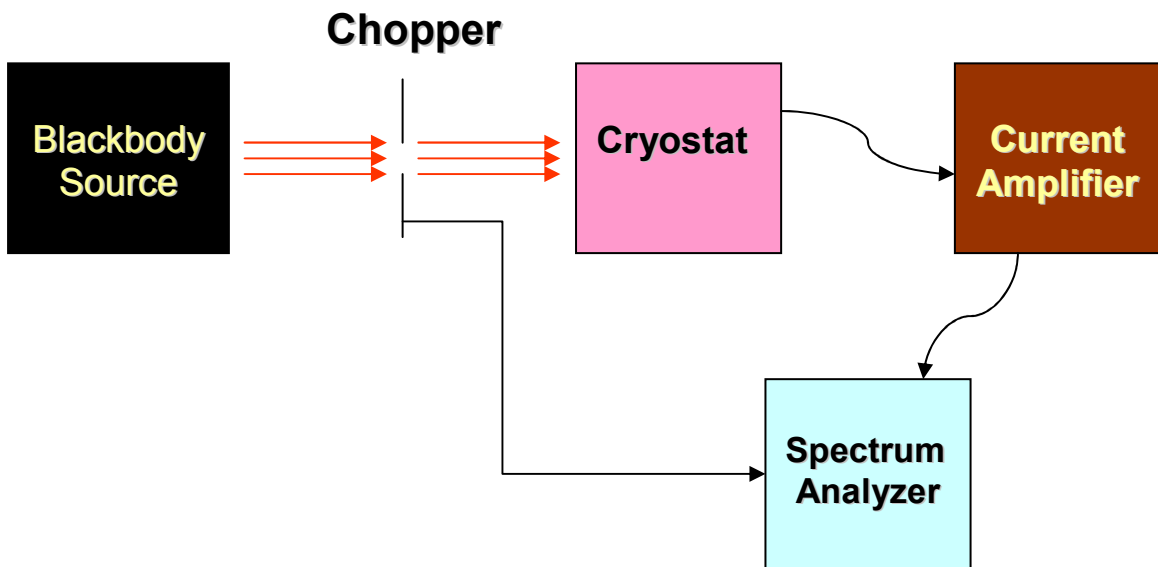 Chopper
Blackbody
Source
Cryostat
Current
Amplifier
Spectrum
Analyzer